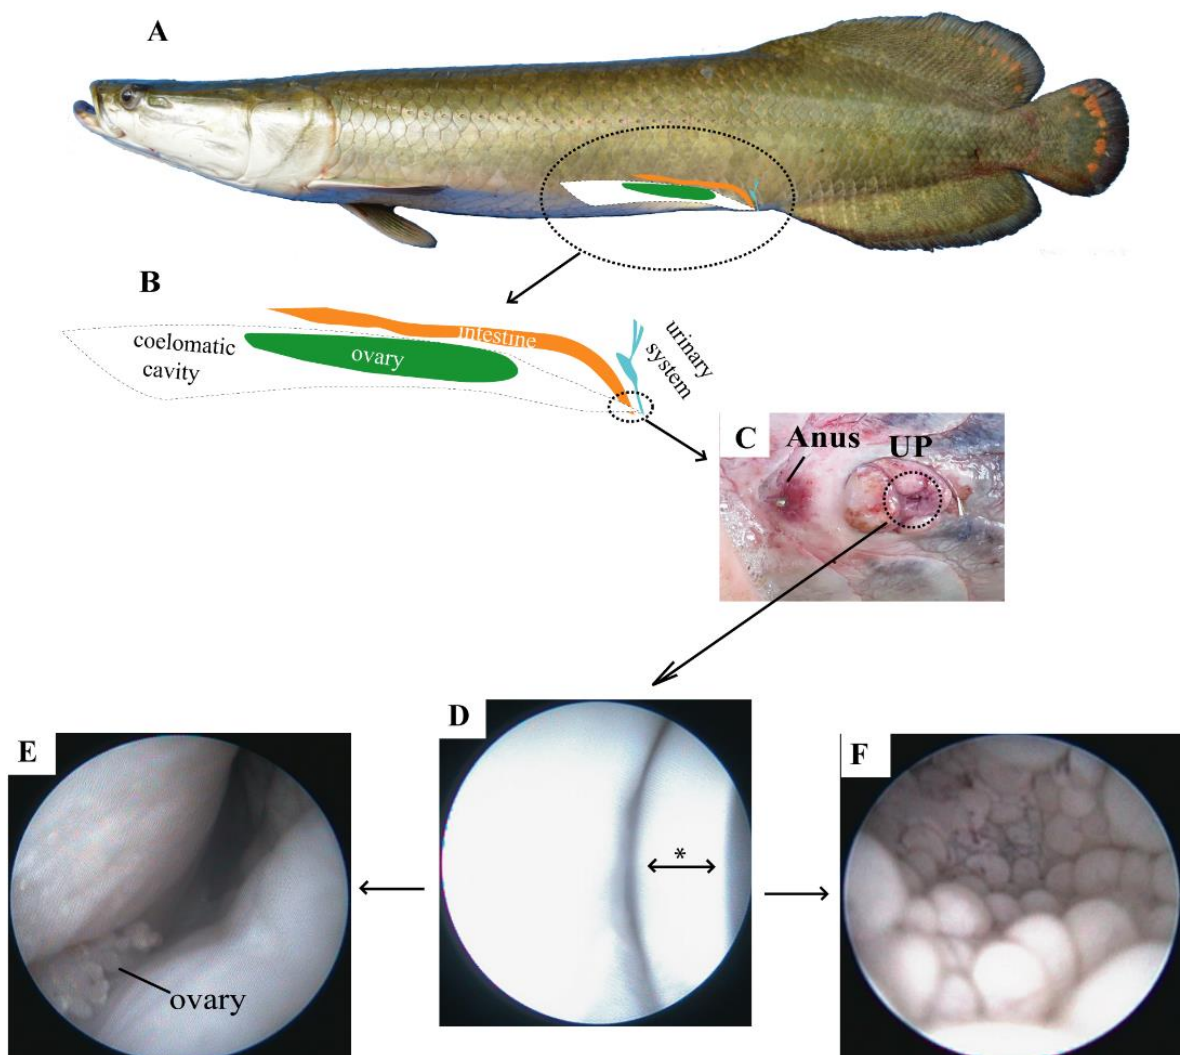 A
B
coelomatic
cavity
intestine
ovary
urinary
system
C
Anus
UP
D
*
E
ovary
F